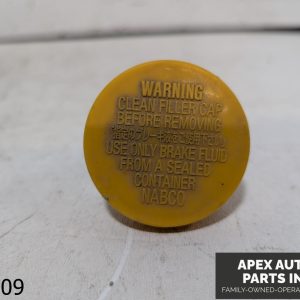 WARNING
CLEAN FILLER CAP
BEFORE REMOVING
USE ONLY BRAKE FLUID
FROM A SEALED
CONTAINER
NABCO
09
APEX AUTO
PARTS IN
FAMILY-OWNED-OPERA